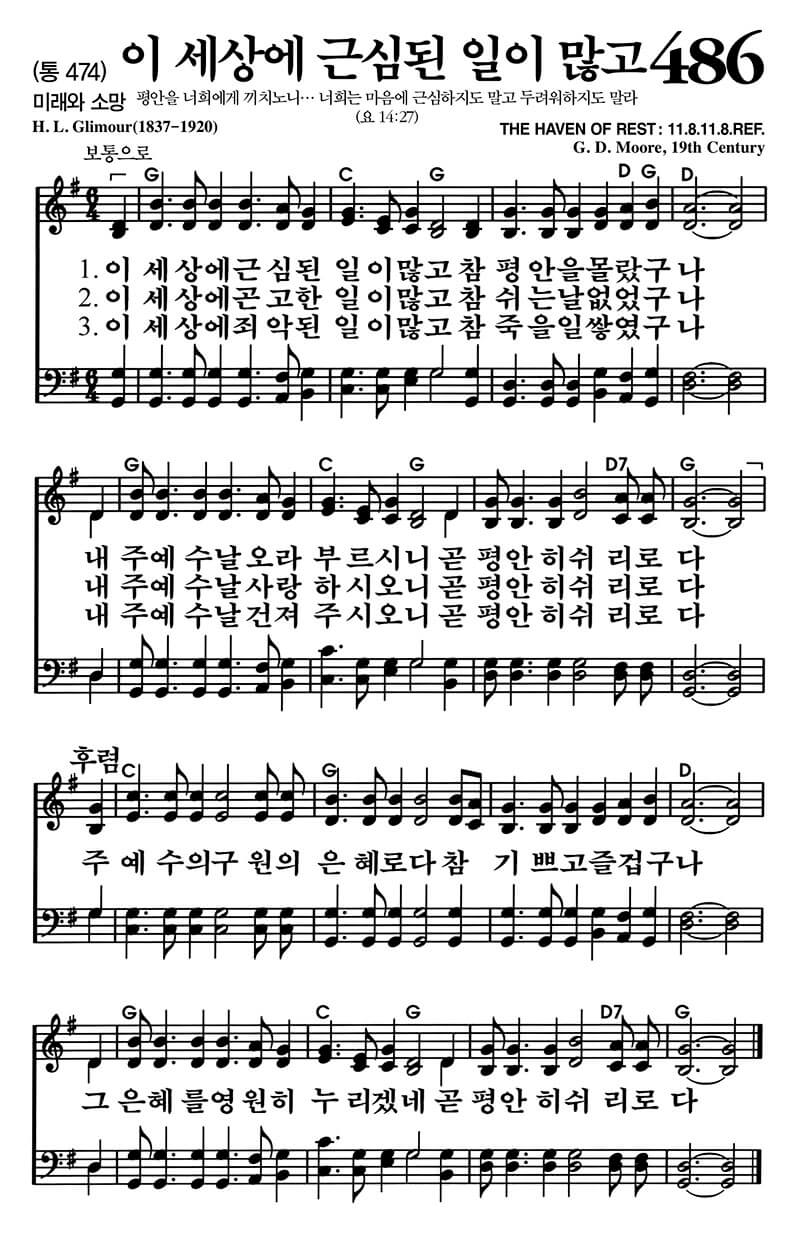 (통 474) 이 세상에 근심된 일이 많고 486
미래와 소망 평안을 너희에게 끼치노니… 너희는 마음에 근심하지도 말고 두려워하지도 말라
(요 14:27)
H. L. Glimour(1837-1920)
THE HAVEN OF REST : 11.8.11.8.REF.
G. D. Moore, 19th Century
보통으로
G C G D G D
6 4
1. 이 세 상에근 심된 일 이많고 참 평 안을몰랐구 나
2. 이 세 상에곤 고한 일 이많고 참 쉬 는날없었구 나
3. 이 세 상에죄 악된 일 이많고 참 죽 을일쌓였구 나
6 4
G C G D7 G
내 주예 수날 오라 부 르시니 곧 평안 히쉬 리로 다
내 주예 수날 사랑 하 시오니 곧 평안 히쉬 리로 다
내 주예 수날 건져 주 시오니 곧 평안 히쉬 리로 다
후렴
C G D
주 예 수의구 원의 은 혜로다 참 기 쁘고즐겁구 나
G C G D7 G
그 은혜 를영 원히 누 리겠네 곧 평안 히쉬 리로 다